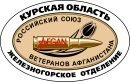 КУРСКАЯ ОБЛАСТЬ
РОССИЙСКИЙ СОЮЗ
AFGAN
ВЕТЕРАНОВ АФГАНИСТАНА
ЖЕЛЕЗНОГОРСКОЕ ОТДЕЛЕНИЕ